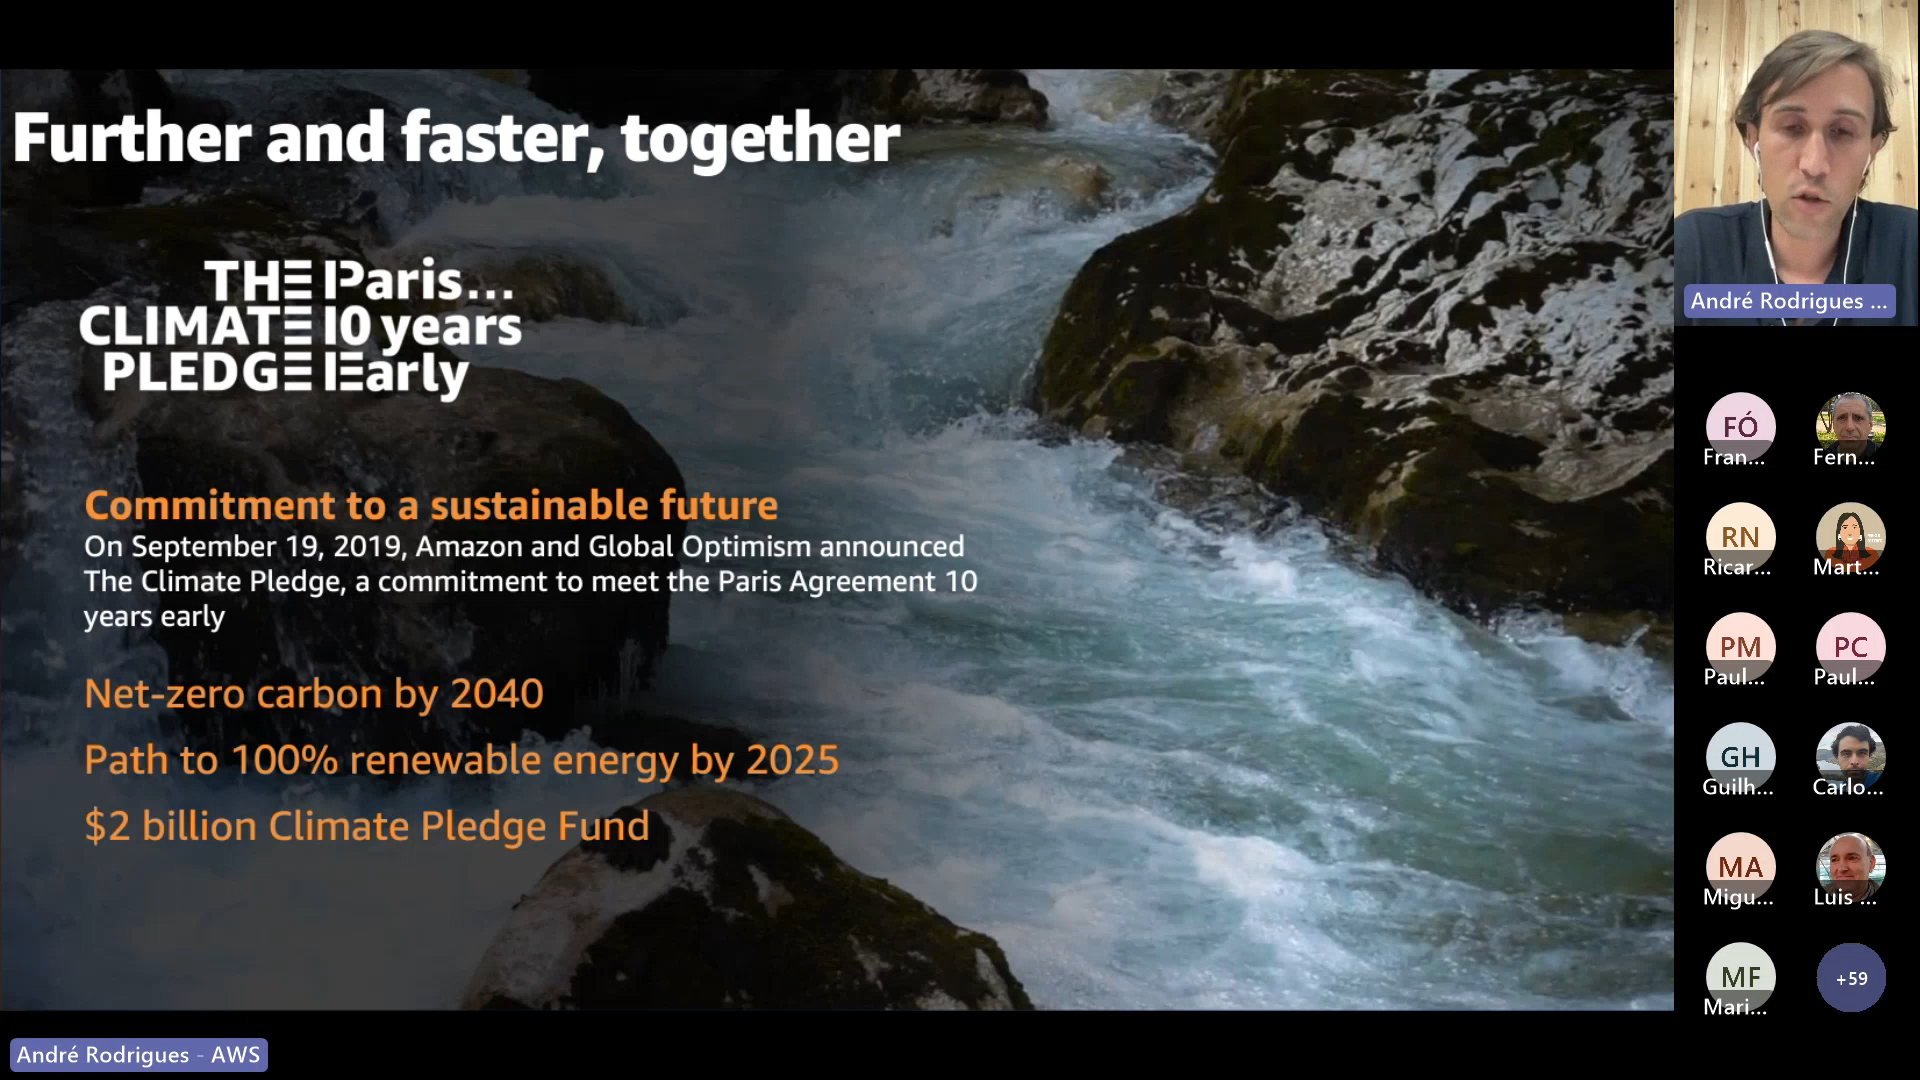 Further and faster, together
THE Paris...
CLIMATE 10 years
PLEDGE Early
Commitment to a sustainable future
On September 19, 2019, Amazon and Global Optimism announced
The Climate Pledge, a commitment to meet the Paris Agreement 10
years early
Net-zero carbon by 2040
Path to 100% renewable energy by 2025
$2 billion Climate Pledge Fund
André Rodrigues - AWS
André Rodrigues ...
FÓ
Fran...
Fern...
RN
Ricar...
Mart...
PM
Paul...
PC
Paul...
GH
Guilh...
Carlo...
MA
Migu...
Luis ...
MF
Mari...
+59